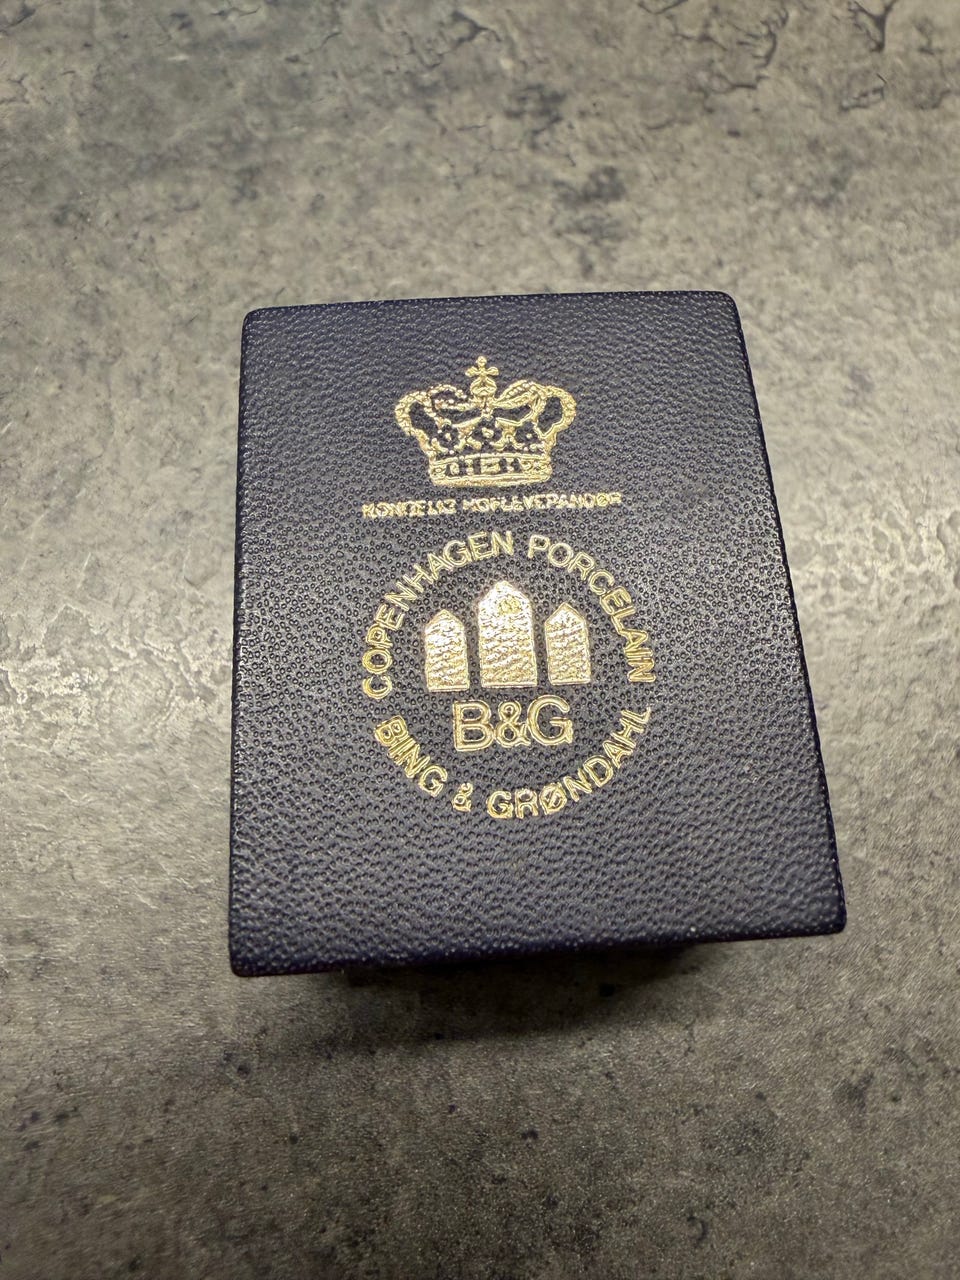 KONGELIG HOFLEVERANDØR
COPENHAGEN PORCELAIN
B&G
BING & GRØNDAHL